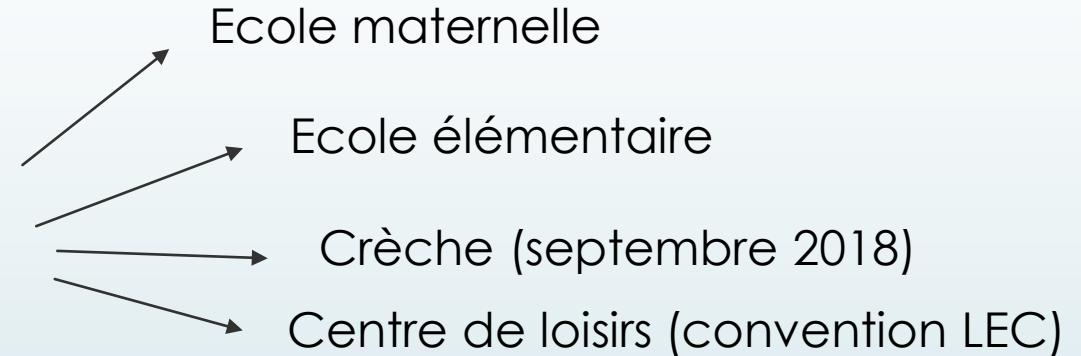 Ecole maternelle
Ecole élémentaire
Crèche (septembre 2018)
Centre de loisirs (convention LEC)